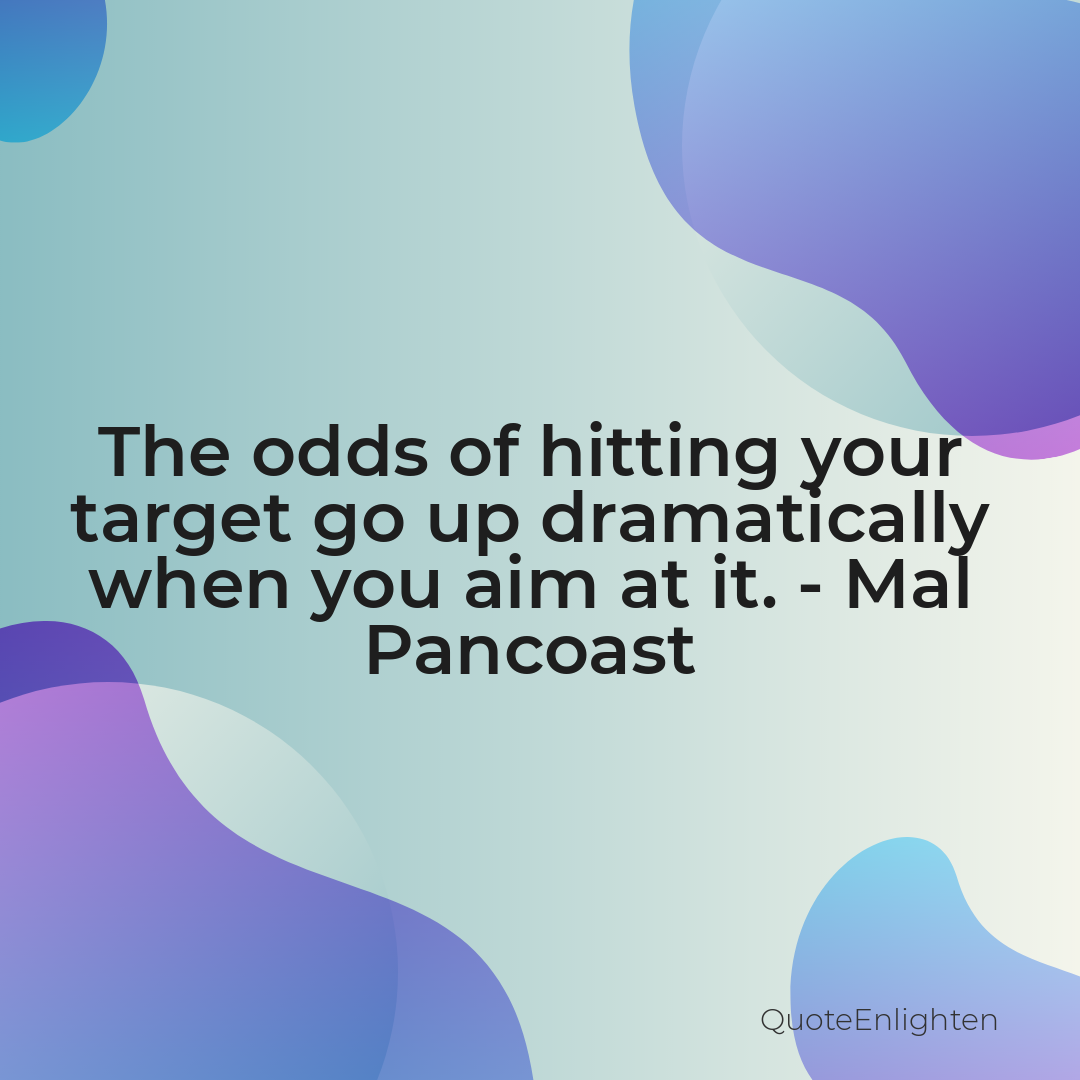 The odds of hitting your
target go up dramatically
when you aim at it. - Mal
Pancoast
QuoteEnlighten